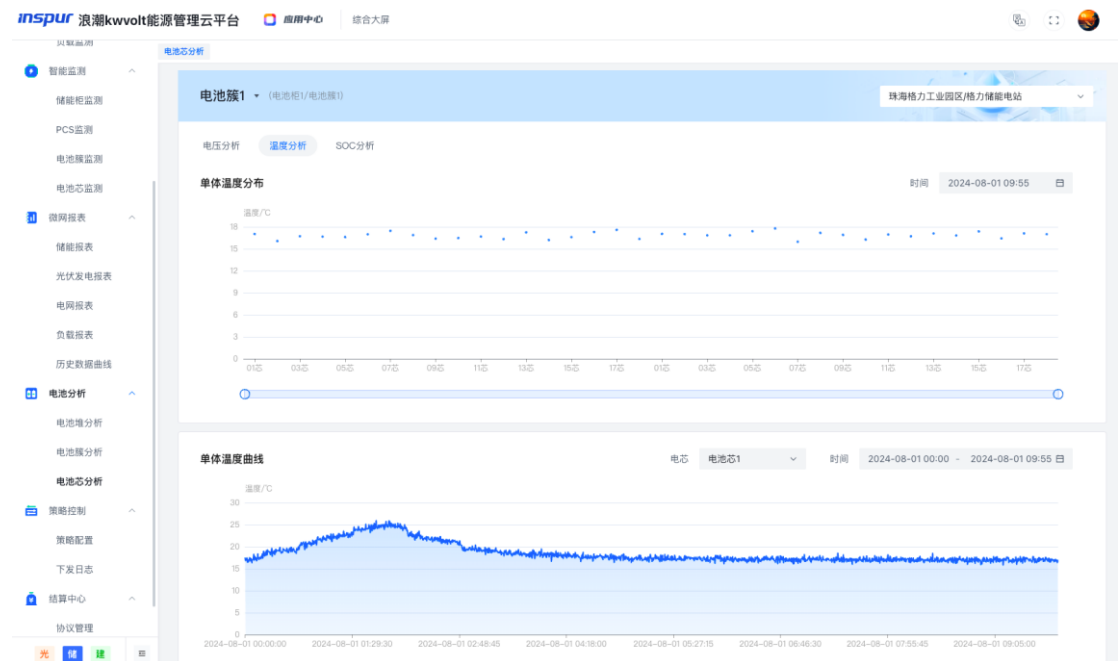 inspur 浪潮kwvolt能源管理云平台 应用中心 综合大屏
负载监测
智能监测
储能柜监测
PCS监测
电池簇监测
电池芯监测
微网报表
储能报表
光伏发电报表
电网报表
负载报表
历史数据曲线
电池分析
电池堆分析
电池簇分析
电池芯分析
策略控制
策略配置
下发日志
结算中心
协议管理
光 储 建
电池芯分析
电池簇1 (电池柜1/电池簇1) 珠海格力工业园区/格力储能电站
电压分析 温度分析 SOC分析
单体温度分布 时间 2024-08-01 09:55
温度/℃
18
15
12
9
6
3
0
01芯 03芯 05芯 07芯 09芯 11芯 13芯 15芯 17芯 01芯 03芯 05芯 07芯 09芯 11芯 13芯 15芯 17芯
单体温度曲线 电芯 电池芯1 时间 2024-08-01 00:00 - 2024-08-01 09:55
温度/℃
30
25
20
15
10
5
0
2024-08-01 00:00:00 2024-08-01 01:29:30 2024-08-01 02:48:45 2024-08-01 04:18:00 2024-08-01 05:27:15 2024-08-01 06:46:30 2024-08-01 07:55:45 2024-08-01 09:05:00